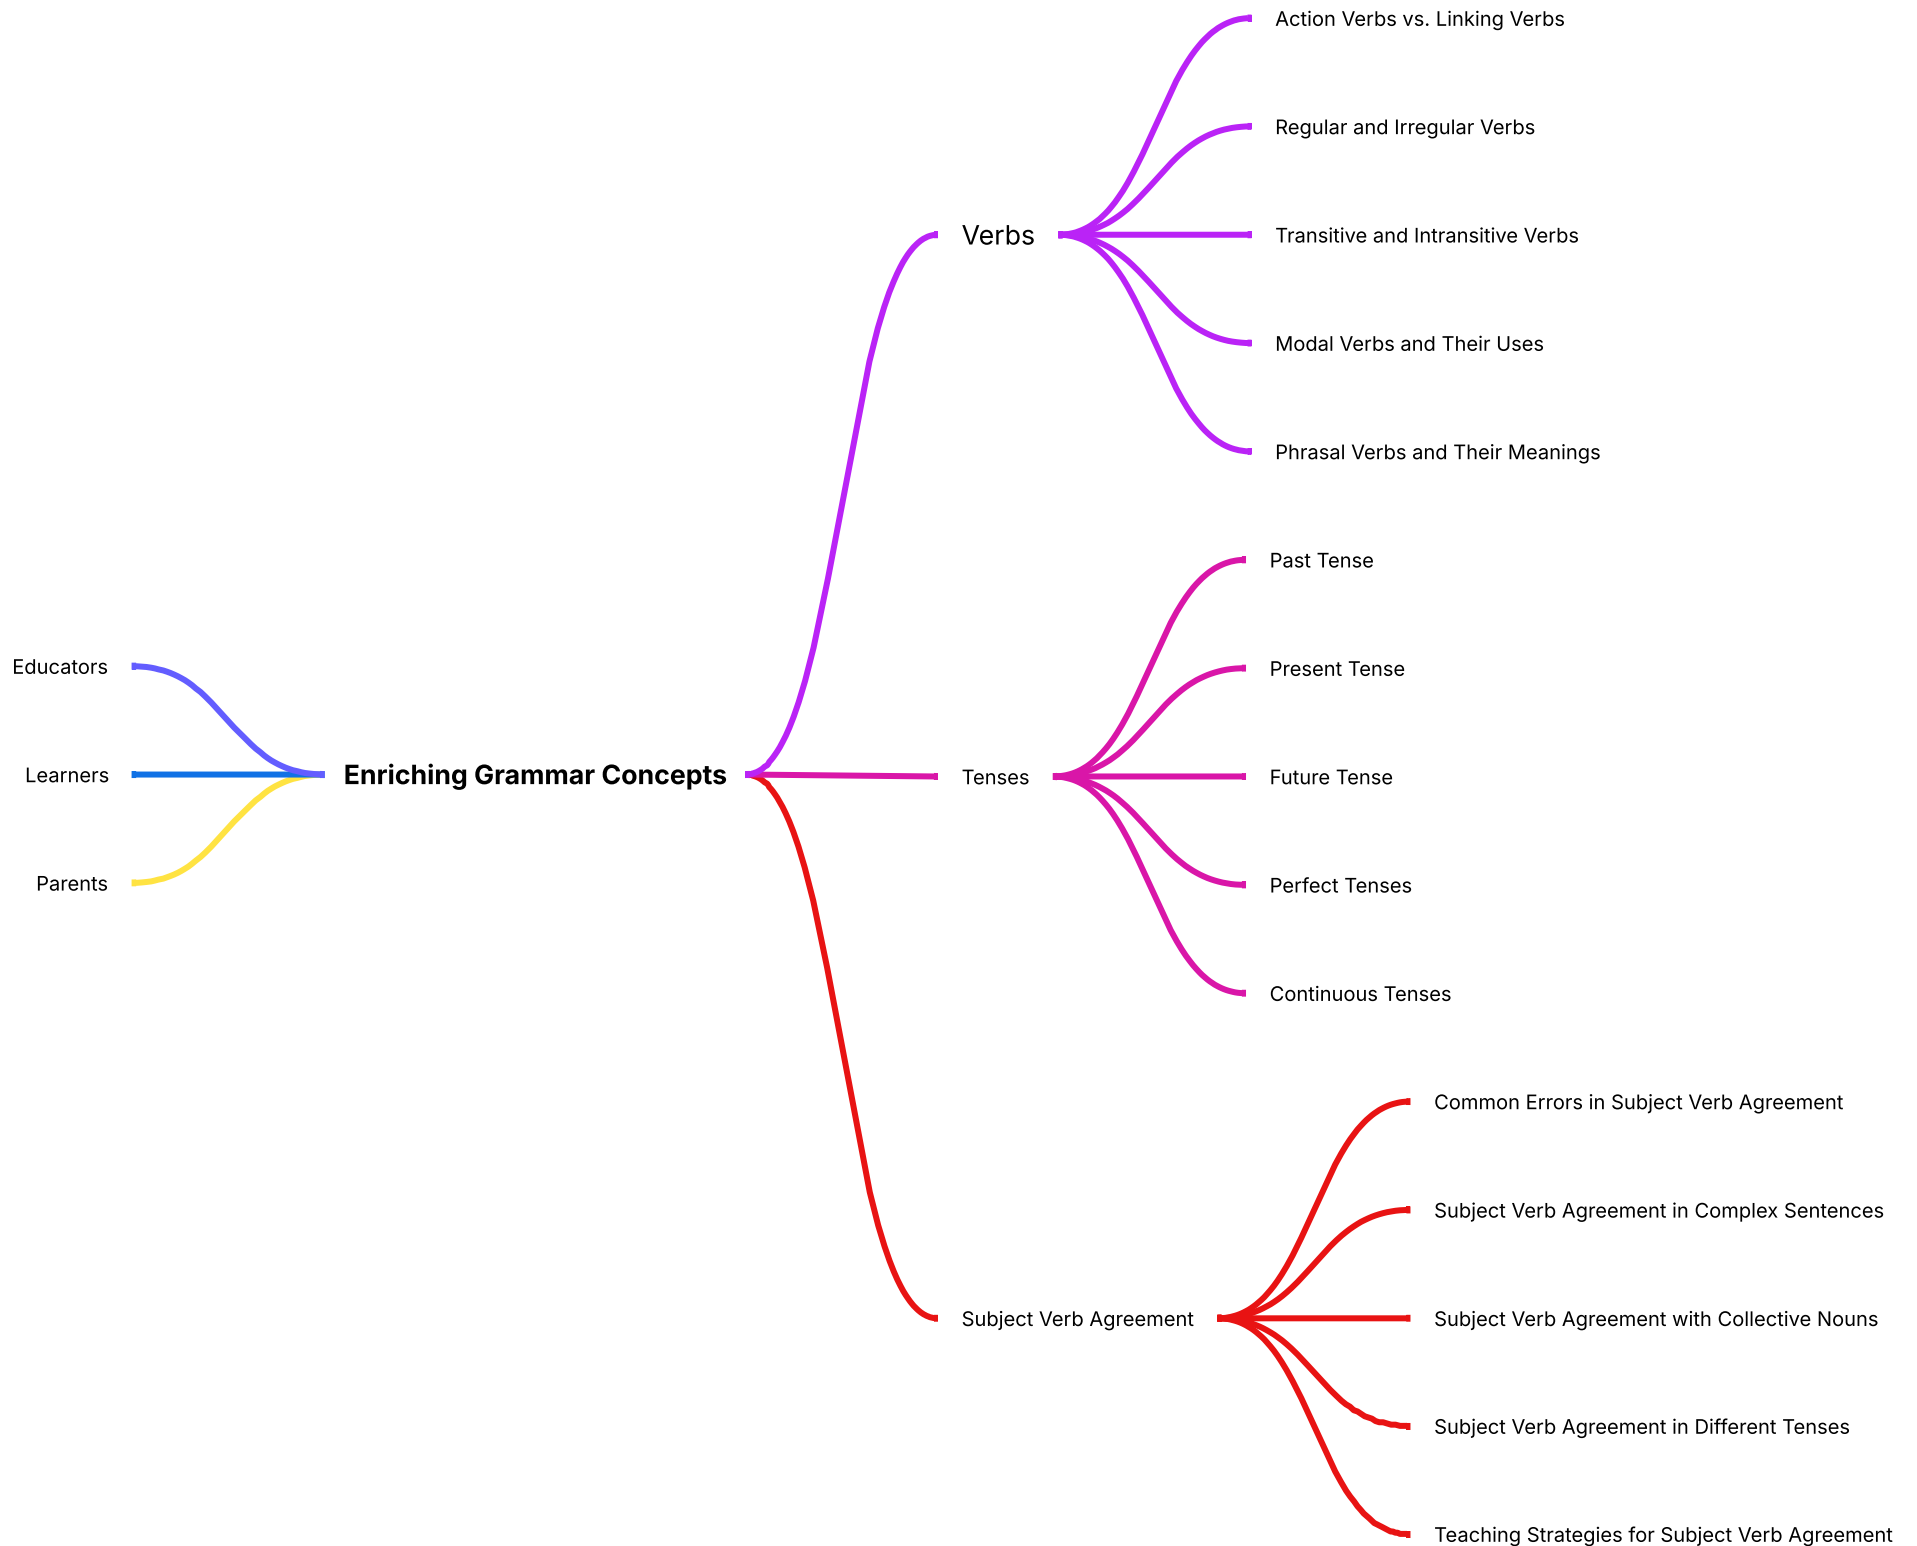 Educators
Learners
Parents
Enriching Grammar Concepts
Verbs
Action Verbs vs. Linking Verbs
Regular and Irregular Verbs
Transitive and Intransitive Verbs
Modal Verbs and Their Uses
Phrasal Verbs and Their Meanings
Tenses
Past Tense
Present Tense
Future Tense
Perfect Tenses
Continuous Tenses
Subject Verb Agreement
Common Errors in Subject Verb Agreement
Subject Verb Agreement in Complex Sentences
Subject Verb Agreement with Collective Nouns
Subject Verb Agreement in Different Tenses
Teaching Strategies for Subject Verb Agreement